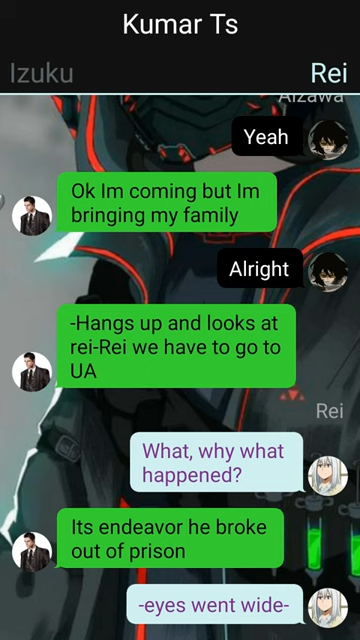 Kumar Ts
Izuku
Rei
Aizawa
Yeah
Ok Im coming but Im
bringing my family
Alright
-Hangs up and looks at
rei-Rei we have to go to
UA
Rei
What, why what
happened?
Its endeavor he broke
out of prison
-eyes went wide-